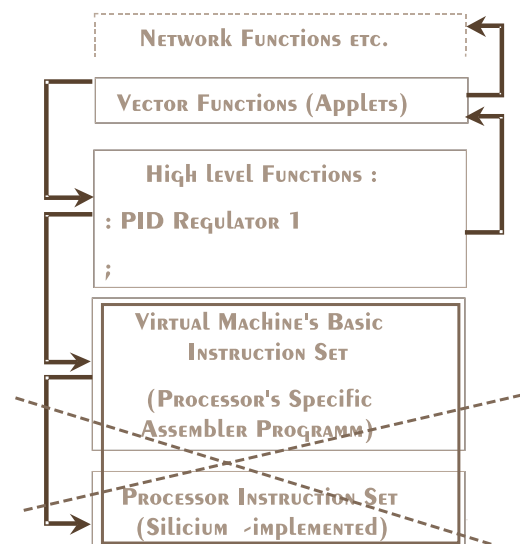 Network Functions etc.
Vector Functions (Applets)
High level Functions :
: PID Regulator 1
;
Virtual Machine's Basic
Instruction Set
(Processor's Specific
Assembler Programm)
Processor Instruction Set
(Silicium -implemented)